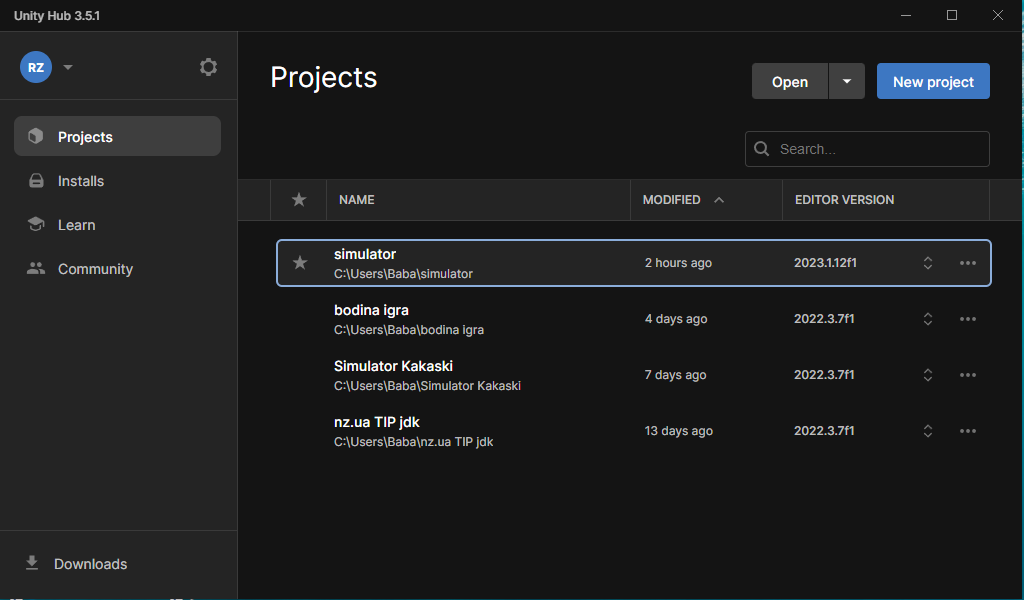 Unity Hub 3.5.1
RZ
Projects
Installs
Learn
Community
Downloads
Projects
Open
New project
Search...
NAME
MODIFIED
EDITOR VERSION
simulator
C:\Users\Baba\simulator
2 hours ago
2023.1.12f1
bodina igra
C:\Users\Baba\bodina igra
4 days ago
2022.3.7f1
Simulator Kakaski
C:\Users\Baba\Simulator Kakaski
7 days ago
2022.3.7f1
nz.ua TIP jdk
C:\Users\Baba\nz.ua TIP jdk
13 days ago
2022.3.7f1